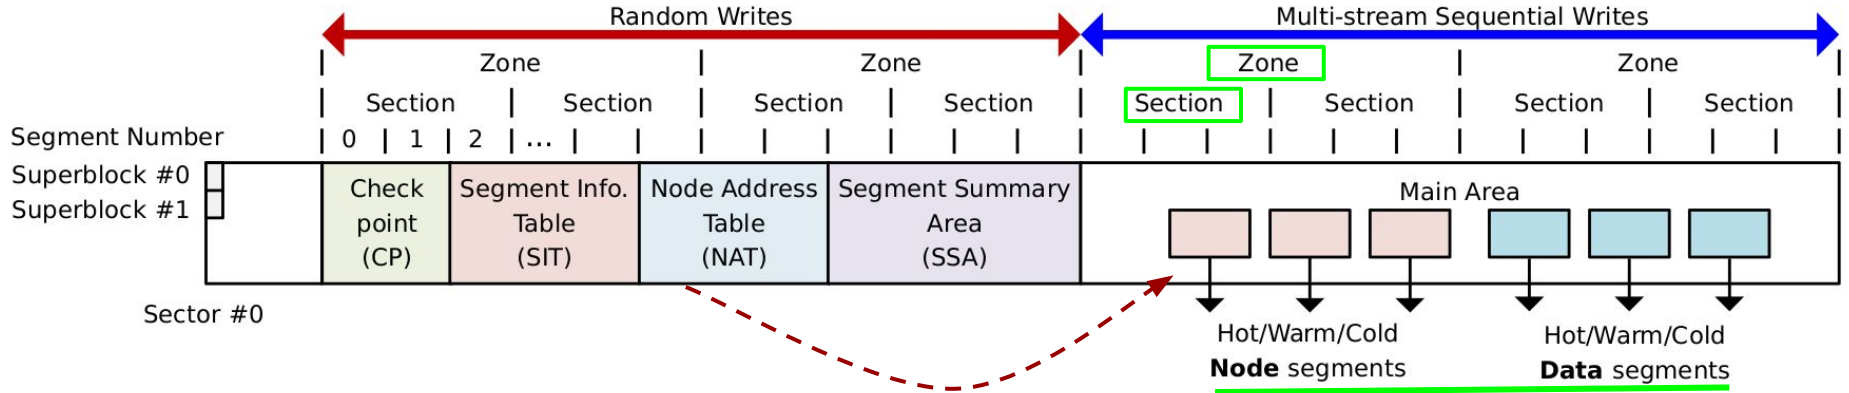 Random Writes
Multi-stream Sequential Writes
Zone
Zone
Zone
Zone
Section
Section
Section
Section
Section
Section
Section
Section
Segment Number
0
1
2
...
Superblock #0
Superblock #1
Check
point
(CP)
Segment Info.
Table
(SIT)
Node Address
Table
(NAT)
Segment Summary
Area
(SSA)
Main Area
Sector #0
Hot/Warm/Cold
Node segments
Hot/Warm/Cold
Data segments